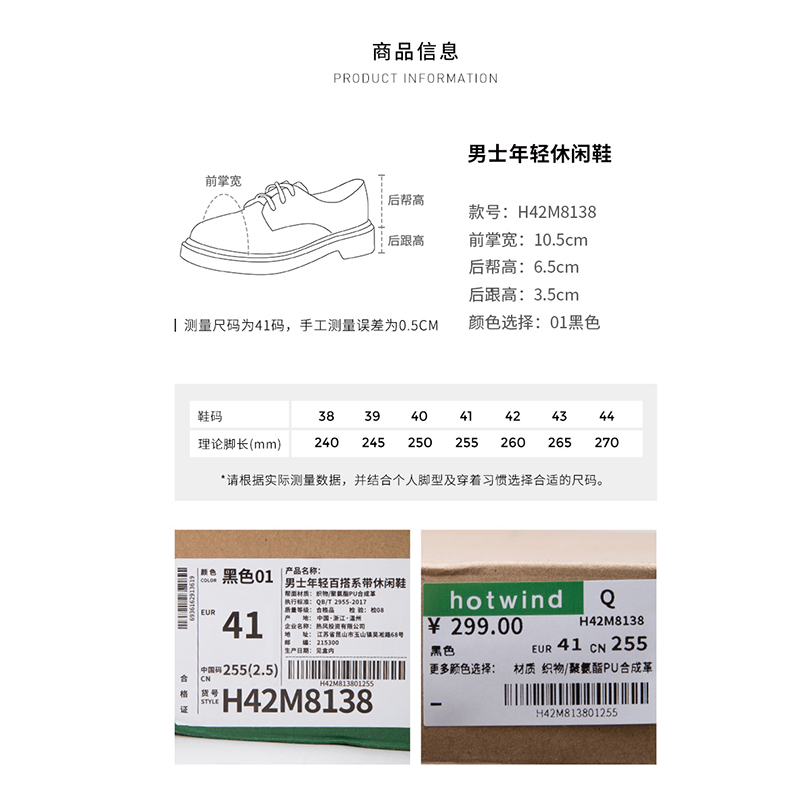 商品信息
PRODUCT INFORMATION
男士年轻休闲鞋
前掌宽
后帮高
后跟高
款号：H42M8138
前掌宽：10.5cm
后帮高：6.5cm
后跟高：3.5cm
颜色选择：01黑色
测量尺码为41码，手工测量误差为0.5CM
鞋码 38 39 40 41 42 43 44
理论脚长(mm) 240 245 250 255 260 265 270
*请根据实际测量数据，并结合个人脚型及穿着习惯选择合适的尺码。
6936162913619
合格证
颜色 COLOR 黑色01
EUR 41
中国码 CN 255(2.5)
货号 STYLE H42M8138
产品名称：
男士年轻百搭系带休闲鞋
帮面材质：织物/聚氨酯PU合成革
执行标准：QB/T 2955-2017
质量等级：合格品 检验：检08
产地：中国·浙江·温州
公司：热风投资有限公司
地址：江苏省昆山市玉山镇吴淞路68号
邮编：215300
生产日期：见盒内
H42M813801255
hotwind Q
¥ 299.00 H42M8138
黑色 EUR 41 CN 255
更多颜色选择： 材质 织物/聚氨酯PU合成革
H42M813801255